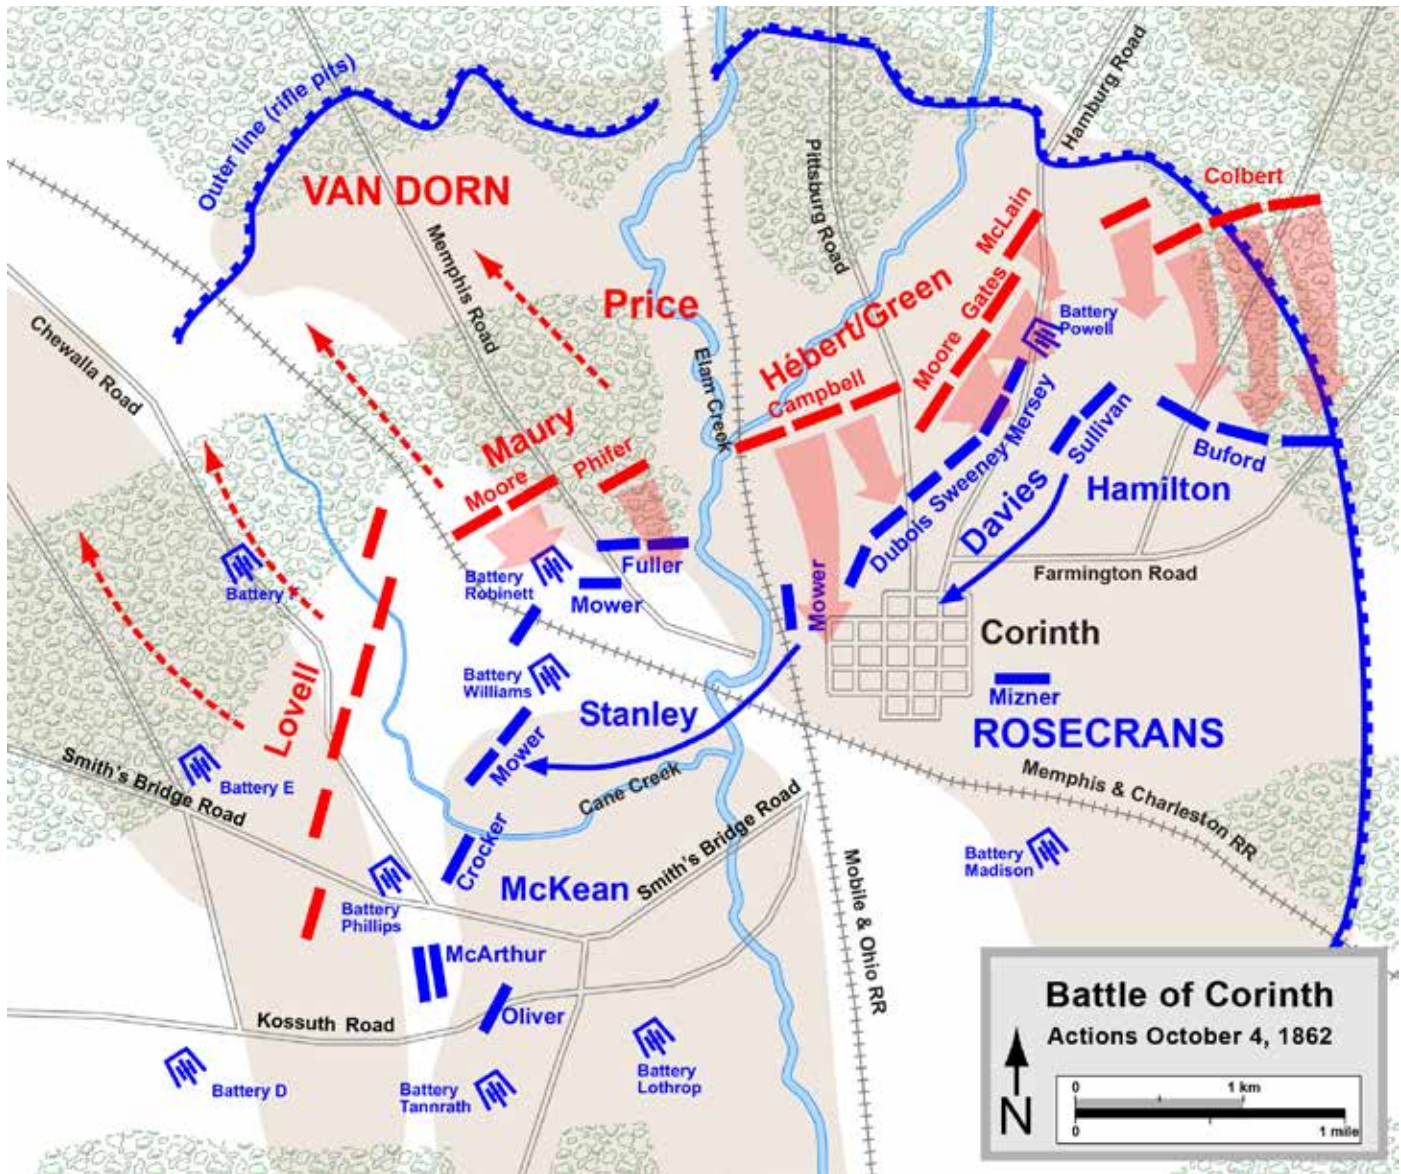 Outer line (rifle pits)
VAN DORN
Memphis Road
Chewalla Road
Price
Elam Creek
Pittsburg Road
Hamburg Road
Colbert
McLain
Gates
Moore
Hébert/Green
Campbell
Battery
Powell
Maury
Moore
Phifer
Mersey
Sweeney
Dubois
Davies
Sullivan
Buford
Hamilton
Farmington Road
Battery
Robinett
Fuller
Mower
Mower
Corinth
Mizner
ROSECRANS
Battery
Lovell
Battery
Williams
Stanley
Mower
Cane Creek
Smith's Bridge Road
Battery E
Memphis & Charleston RR
Battery
Madison
Crocker
McKean
Smith's Bridge Road
Mobile & Ohio RR
Battery
Phillips
McArthur
Oliver
Kossuth Road
Battery D
Battery
Tannrath
Battery
Lothrop
Battle of Corinth
Actions October 4, 1862
N
0 1 km
0 1 mile